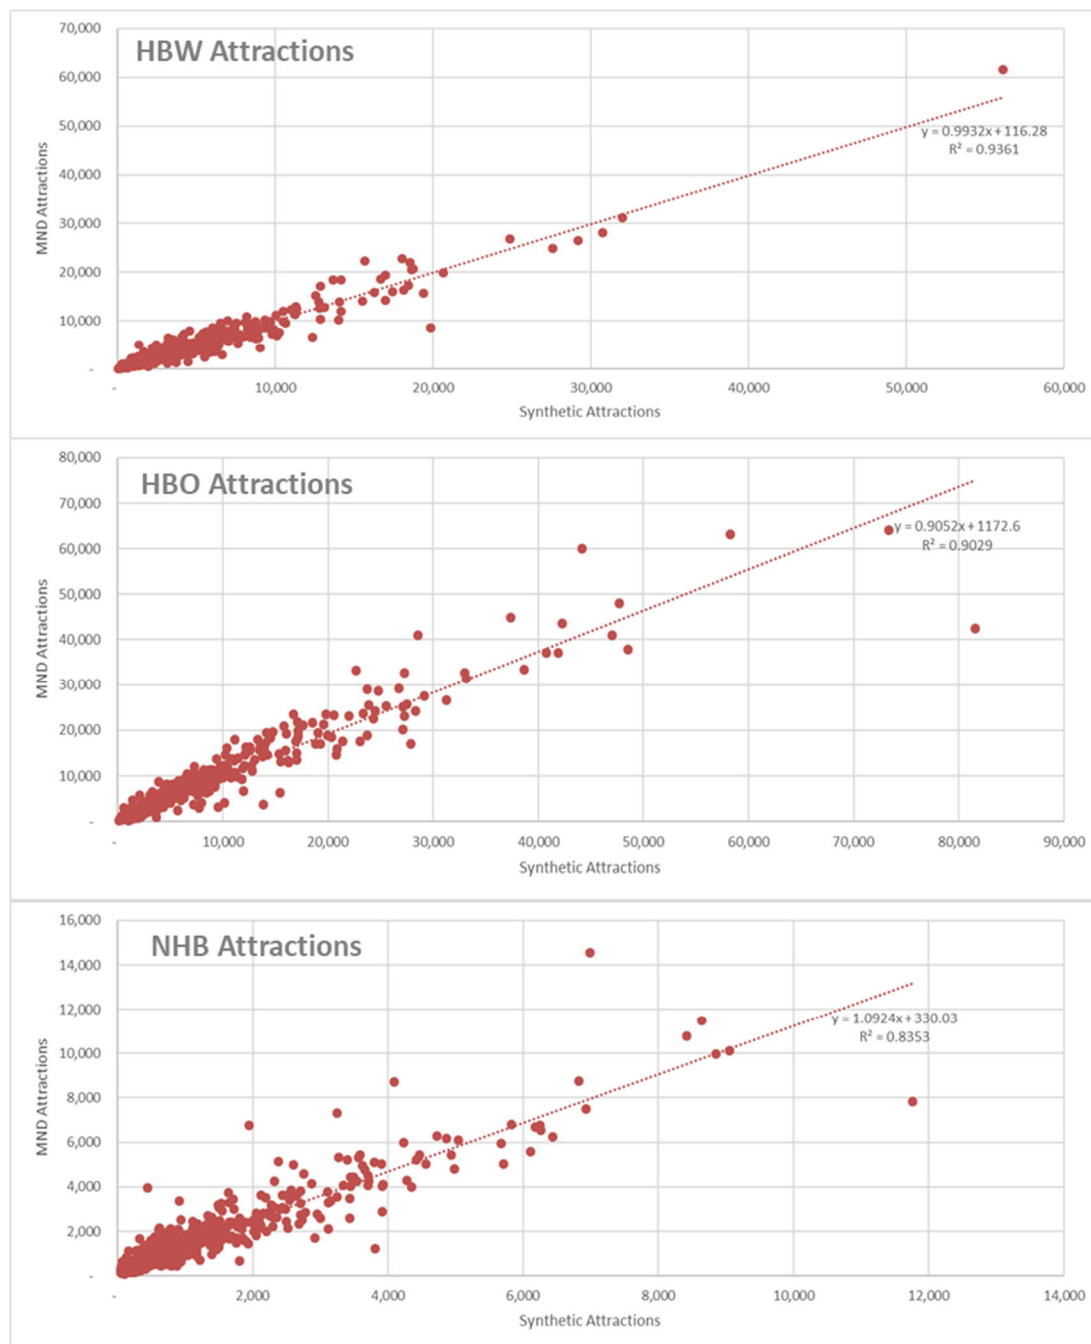 HBW Attractions
70,000
60,000
50,000
40,000
30,000
20,000
10,000
-
MND Attractions
y = 0.9932x + 116.28
R² = 0.9361
- 10,000 20,000 30,000 40,000 50,000 60,000
Synthetic Attractions
HBO Attractions
80,000
70,000
60,000
50,000
40,000
30,000
20,000
10,000
-
MND Attractions
y = 0.9052x + 1172.6
R² = 0.9029
- 10,000 20,000 30,000 40,000 50,000 60,000 70,000 80,000 90,000
Synthetic Attractions
NHB Attractions
16,000
14,000
12,000
10,000
8,000
6,000
4,000
2,000
-
MND Attractions
y = 1.0924x + 330.03
R² = 0.8353
- 2,000 4,000 6,000 8,000 10,000 12,000 14,000
Synthetic Attractions